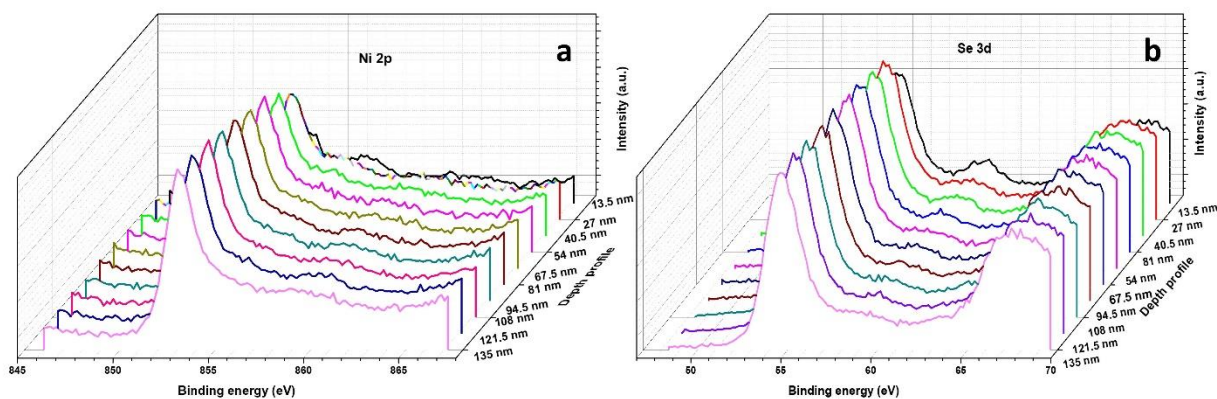 a
Ni 2p
Intensity (a.u.)
13.5 nm
27 nm
40.5 nm
54 nm
67.5 nm
81 nm
94.5 nm
108 nm
121.5 nm
135 nm
Depth profile
845
850
855
860
865
Binding energy (eV)
b
Se 3d
Intensity (a.u.)
13.5 nm
27 nm
40.5 nm
81 nm
54 nm
67.5 nm
94.5 nm
108 nm
121.5 nm
135 nm
Depth profile
50
55
60
65
70
Binding energy (eV)